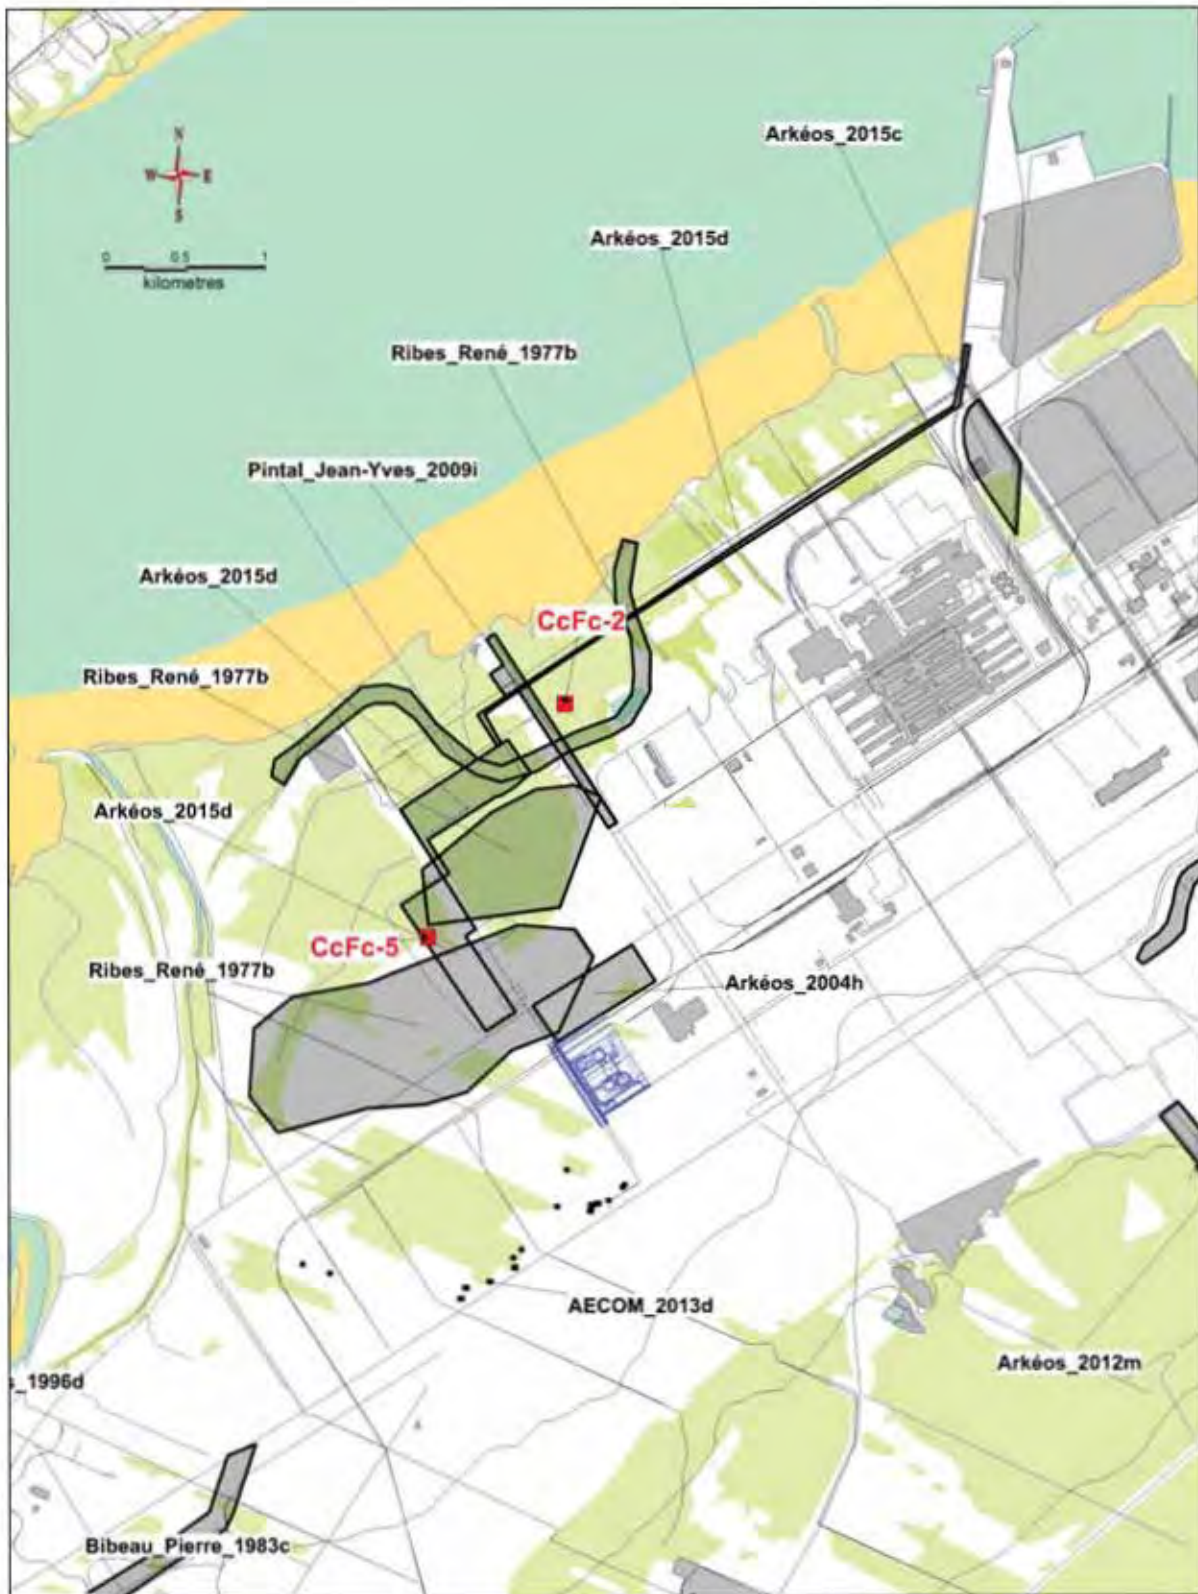 Arkéos_2015c
N
W E
S
Arkéos_2015d
0 0.5 1
kilometres
Ribes_René_1977b
Pintal_Jean-Yves_2009i
Arkéos_2015d
CcFc-2
Ribes_René_1977b
Arkéos_2015d
CcFc-5
Ribes_René_1977b
Arkéos_2004h
AECOM_2013d
Arkéos_2012m
s_1996d
Bibeau_Pierre_1983c